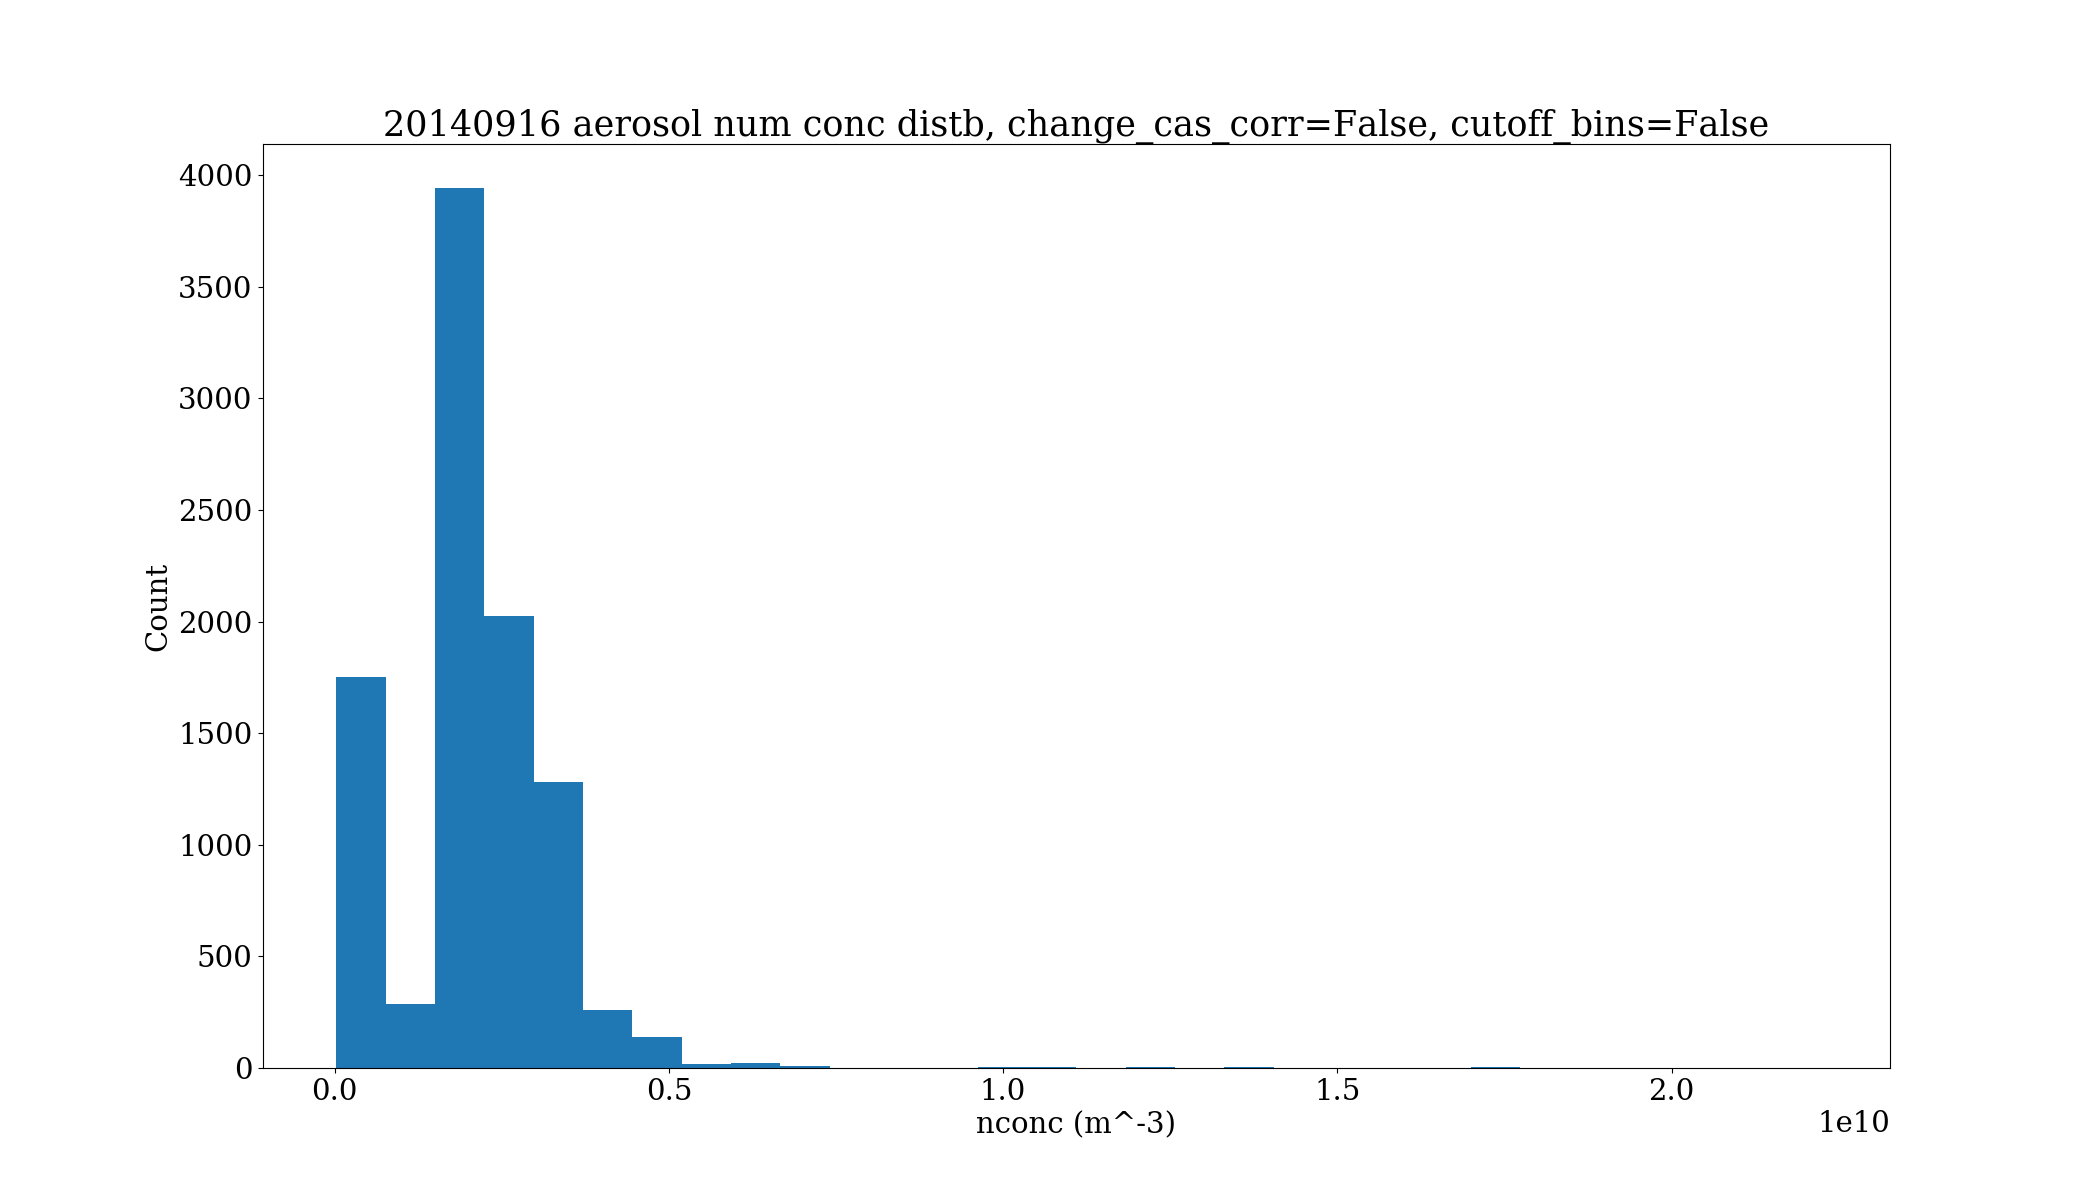 20140916 aerosol num conc distb, change_cas_corr=False, cutoff_bins=False
4000
3500
3000
2500
2000
1500
1000
500
0
Count
0.0 0.5 1.0 1.5 2.0
nconc (m^-3)
1e10